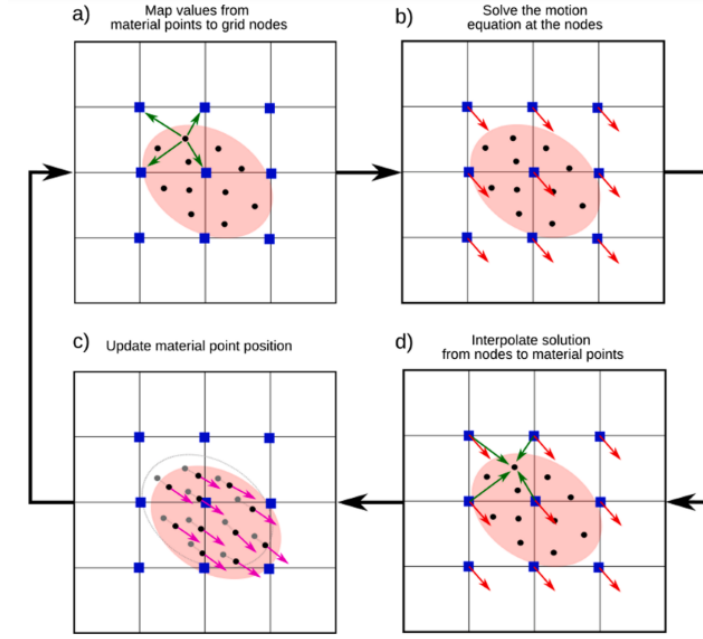 a)
Map values from
material points to grid nodes
b)
Solve the motion
equation at the nodes
c)
Update material point position
d)
Interpolate solution
from nodes to material points